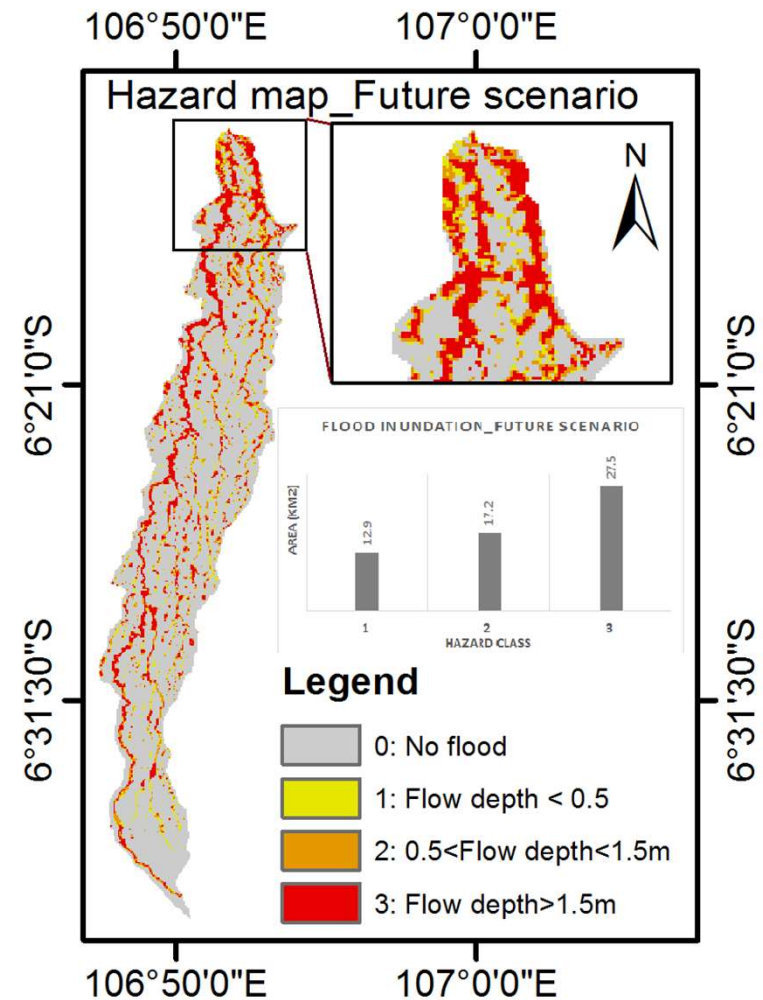 106°50'0"E
107°0'0"E
Hazard map_Future scenario
N
6°21'0"S
6°21'0"S
FLOOD INUNDATION_FUTURE SCENARIO
AREA [KM2]
12.9
17.2
27.5
1
2
3
HAZARD CLASS
6°31'30"S
6°31'30"S
Legend
0: No flood
1: Flow depth < 0.5
2: 0.5<Flow depth<1.5m
3: Flow depth>1.5m
106°50'0"E
107°0'0"E